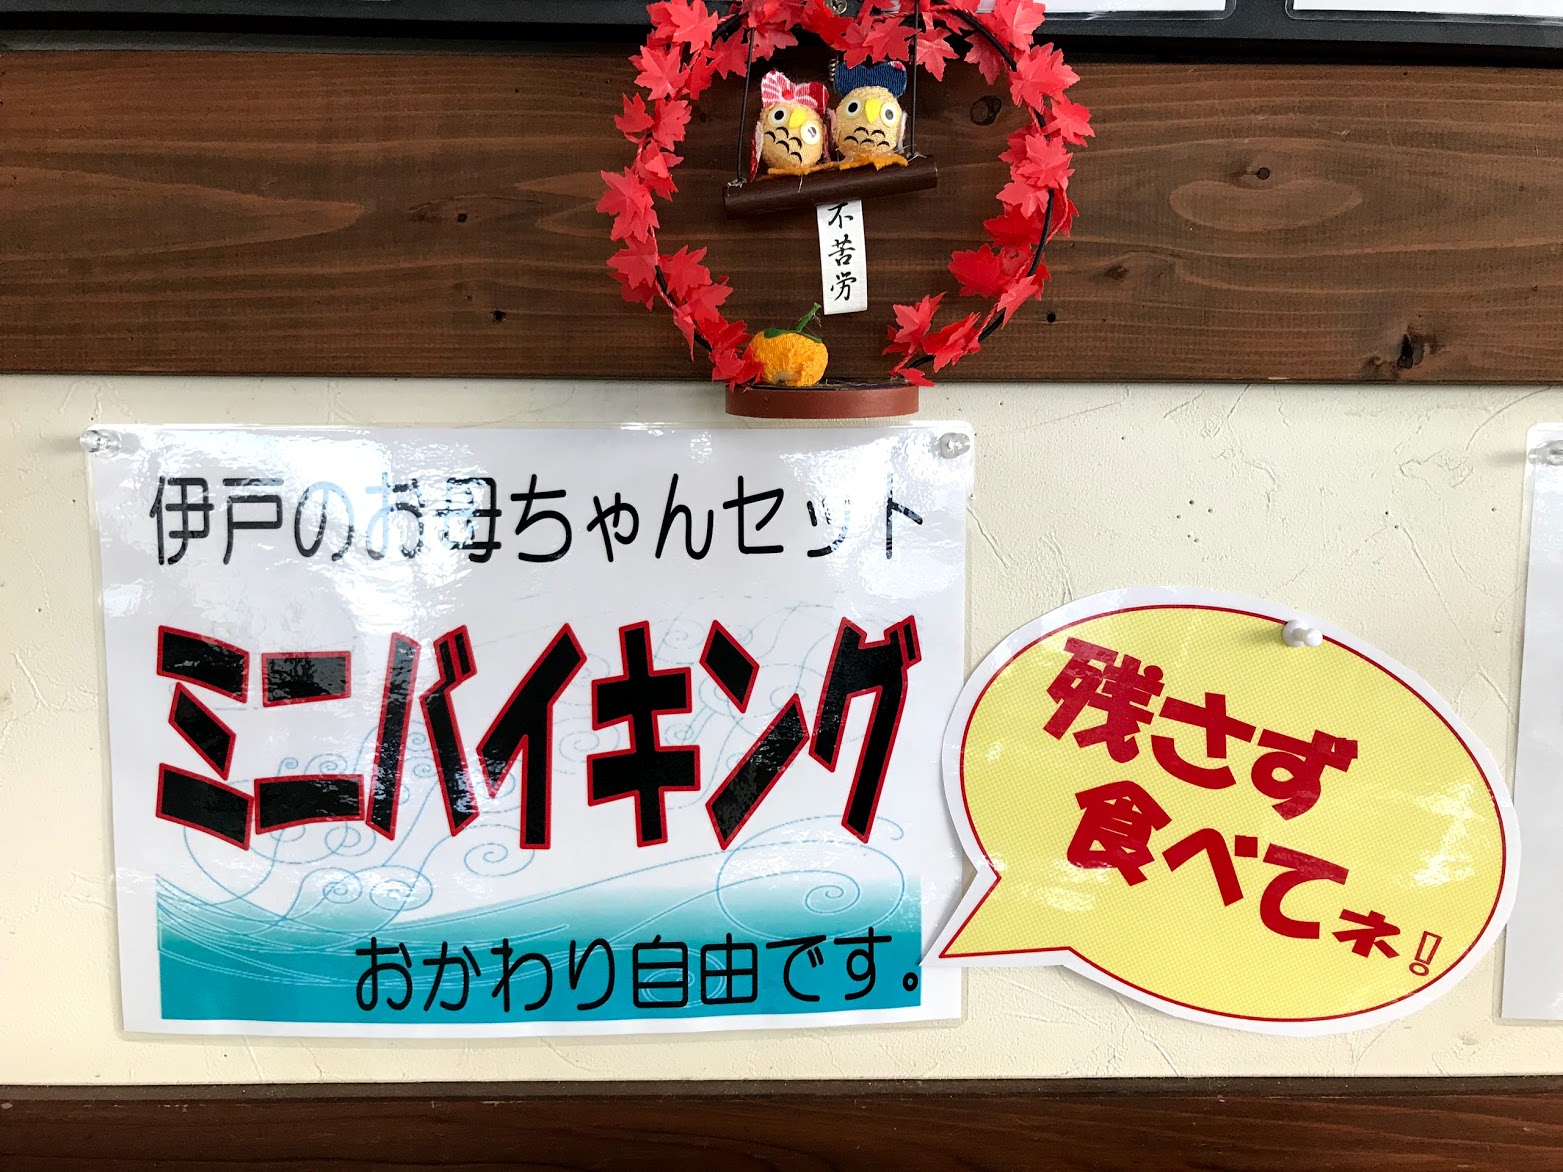 不苦労
伊戸のお母ちゃんセット
ミニバイキング
おかわり自由です。
残さず
食べてネ!